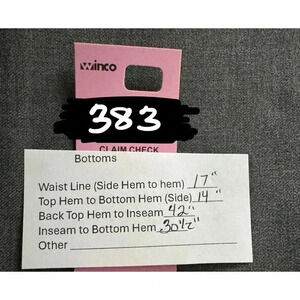 winco
383
CLAIM CHECK
Bottoms
Waist Line (Side Hem to hem) 17"
Top Hem to Bottom Hem (Side) 14"
Back Top Hem to Inseam 42"
Inseam to Bottom Hem 30½"
Other